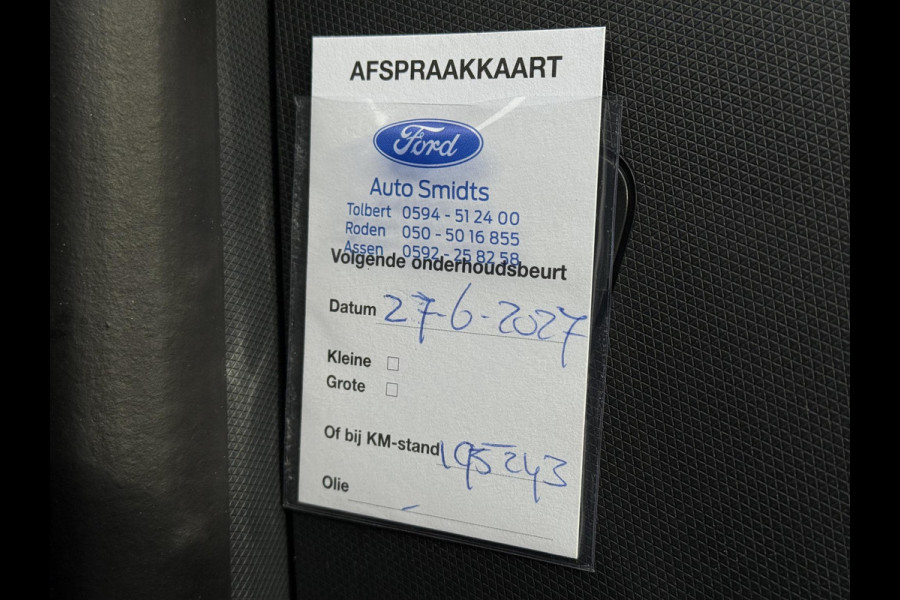 AFSPRAAKKAART
Ford
Auto Smidts
Tolbert 0594 - 51 24 00
Roden 050 - 50 16 855
Assen 0592 - 25 82 58
Volgende onderhoudsbeurt
Datum 27-6-2027
Kleine
Grote
Of bij KM-stand 195243
Olie -